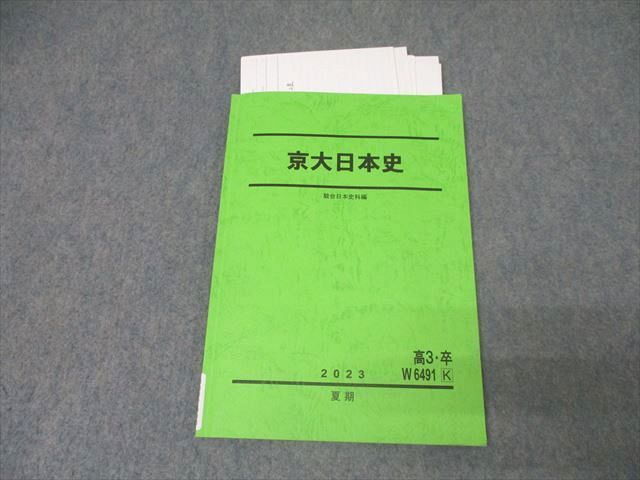 京大日本史
駿台日本史科編
高3・卒
2023
W6491 K
夏期